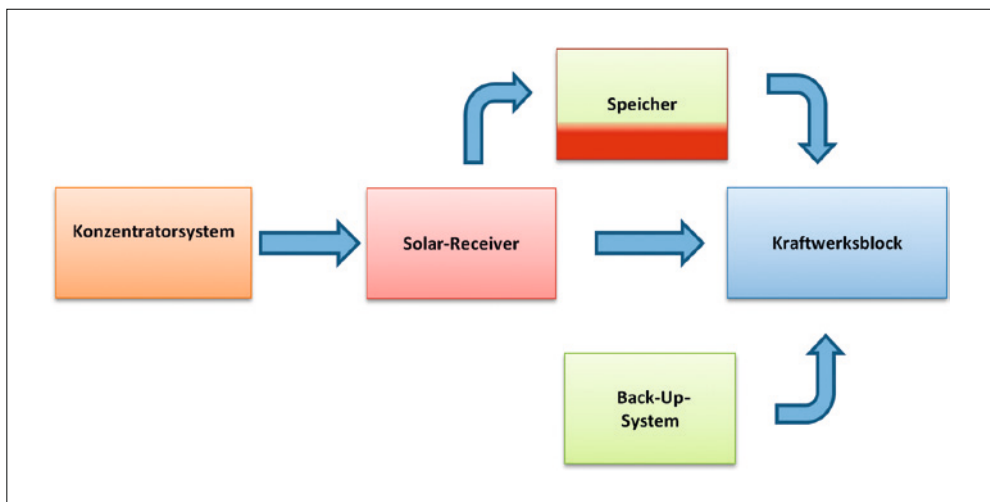 Speicher
Konzentratorsystem
Solar-Receiver
Kraftwerksblock
Back-Up-
System